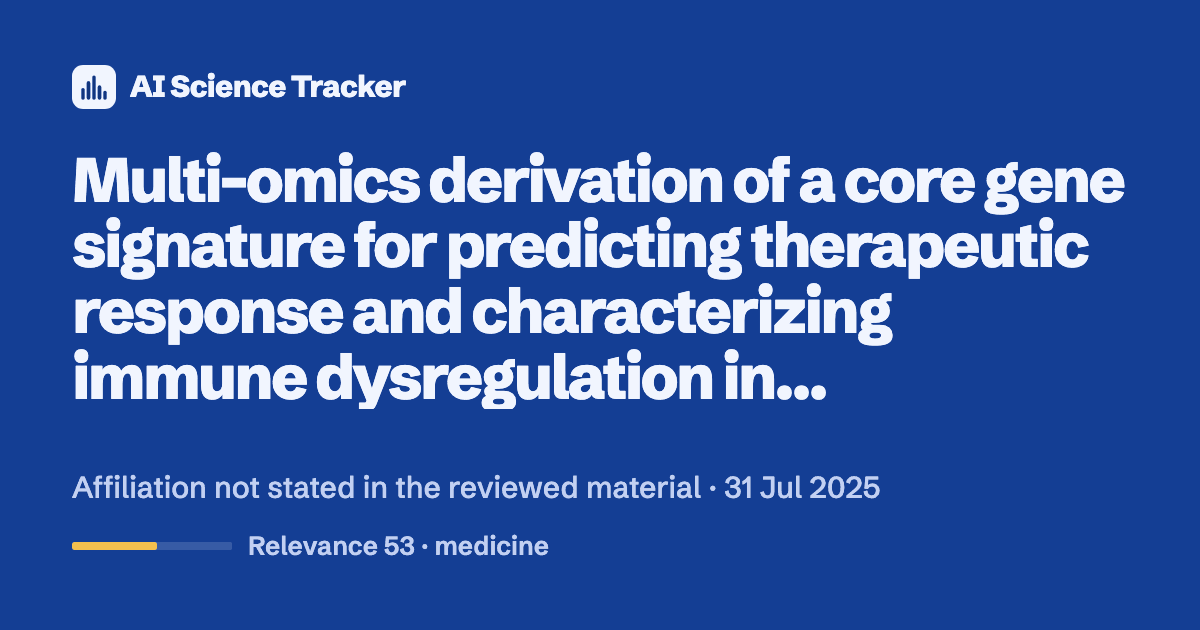 AI Science Tracker
Multi-omics derivation of a core gene
signature for predicting therapeutic
response and characterizing
immune dysregulation in...
Affiliation not stated in the reviewed material · 31 Jul 2025
Relevance 53 · medicine